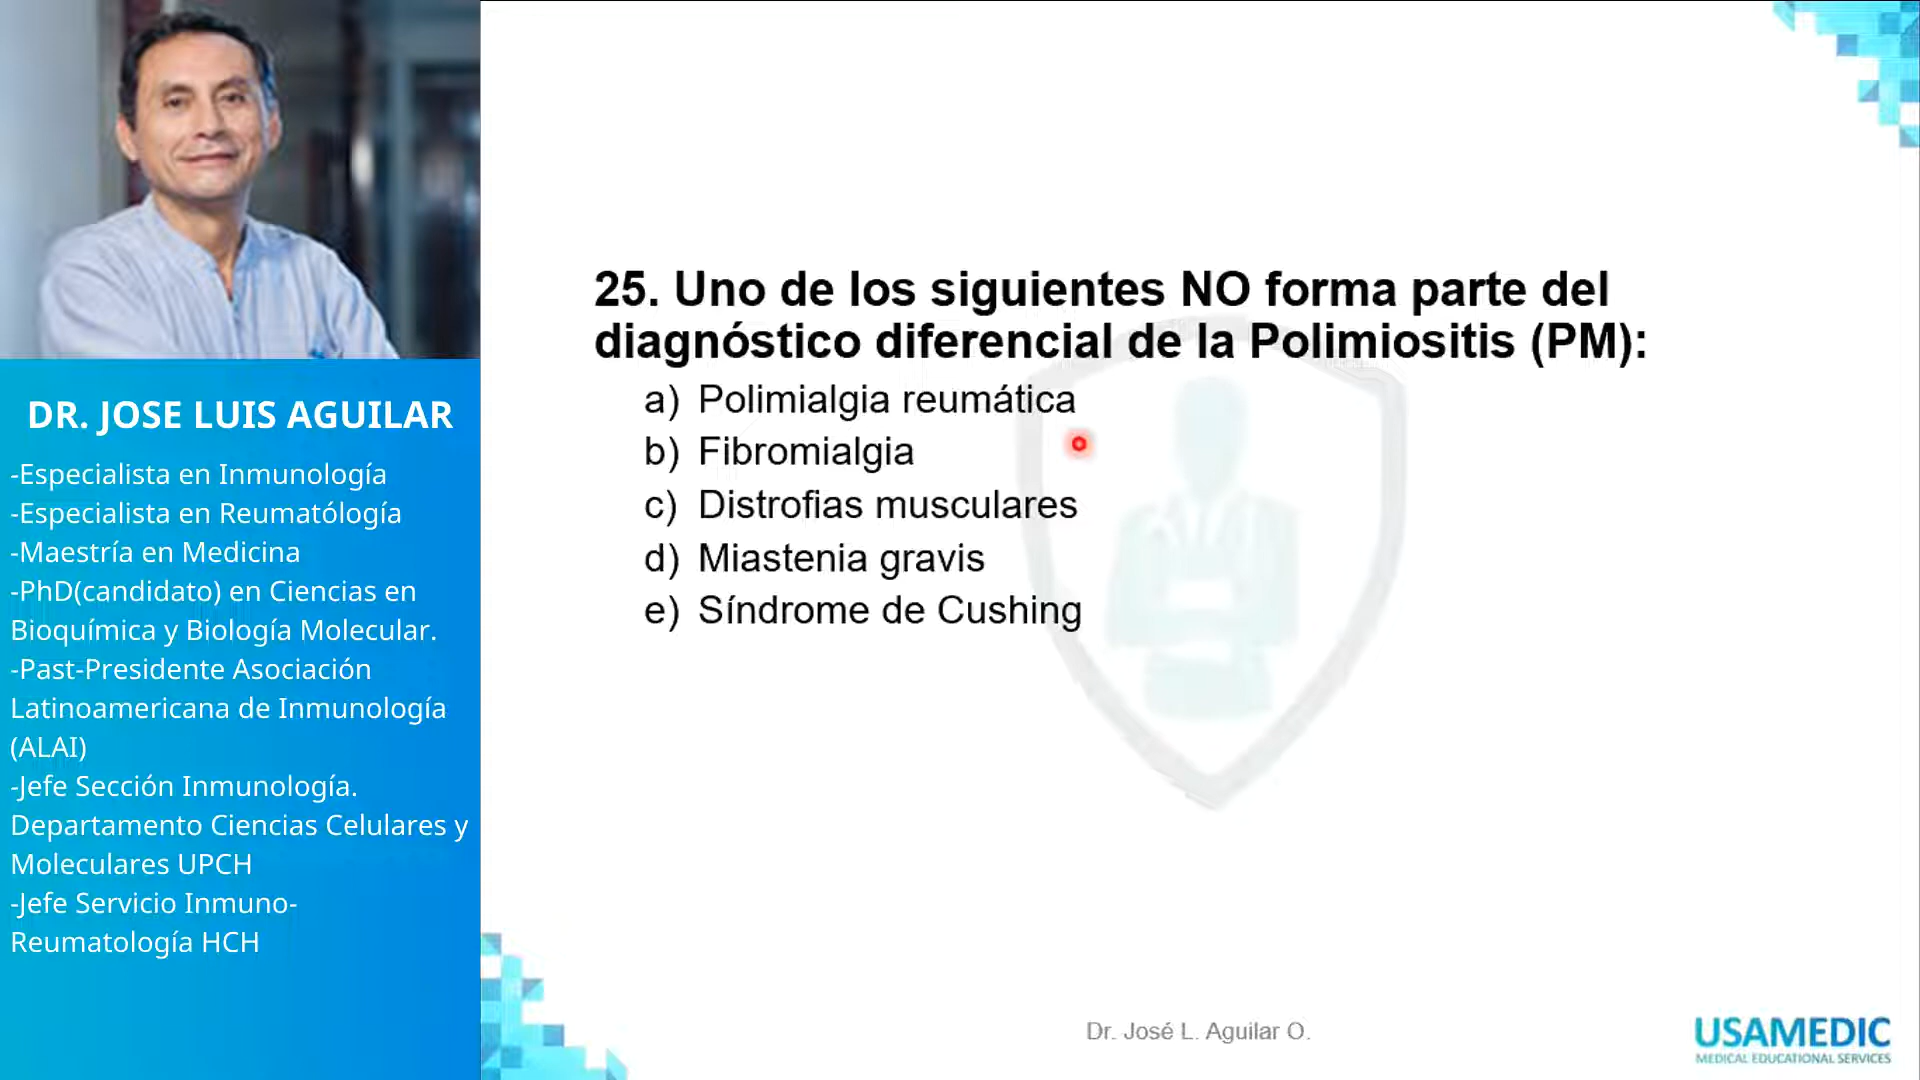 DR. JOSE LUIS AGUILAR
-Especialista en Inmunología
-Especialista en Reumatólogía
-Maestría en Medicina
-PhD(candidato) en Ciencias en
Bioquímica y Biología Molecular.
-Past-Presidente Asociación
Latinoamericana de Inmunología
(ALAI)
-Jefe Sección Inmunología.
Departamento Ciencias Celulares y
Moleculares UPCH
-Jefe Servicio Inmuno-
Reumatología HCH
25. Uno de los siguientes NO forma parte del
diagnóstico diferencial de la Polimiositis (PM):
a) Polimialgia reumática
b) Fibromialgia
c) Distrofias musculares
d) Miastenia gravis
e) Síndrome de Cushing
Dr. José L. Aguilar O.
USAMEDIC
MEDICAL EDUCATIONAL SERVICES